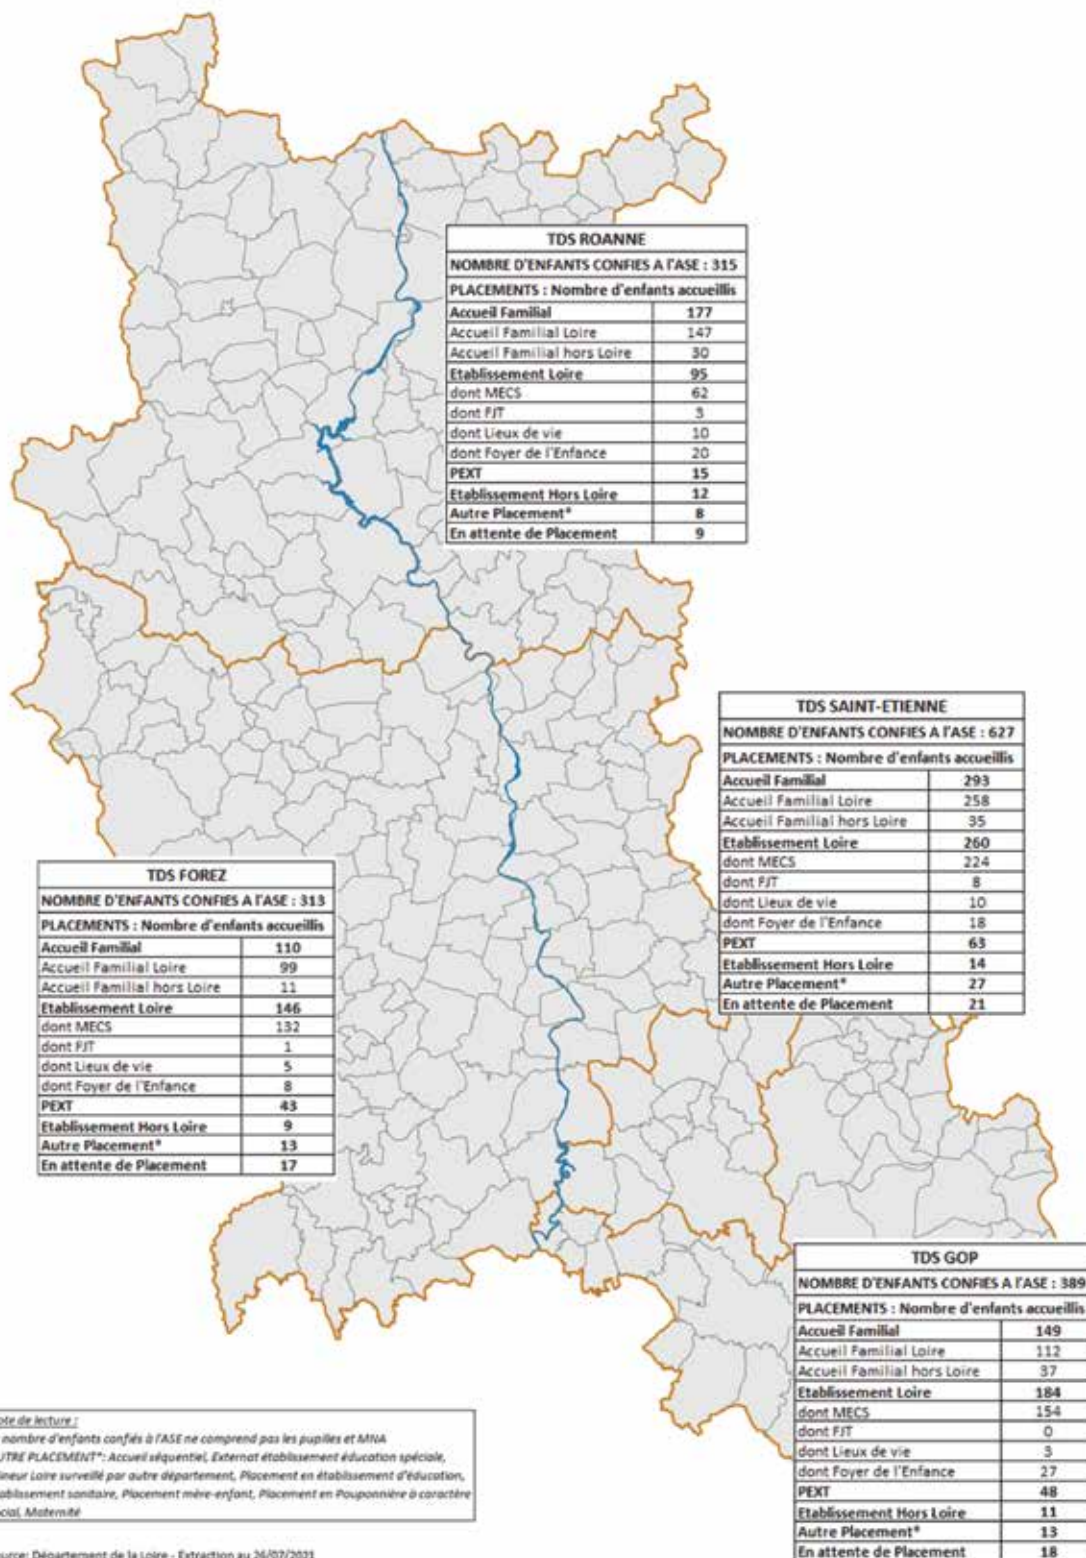 TDS ROANNE
NOMBRE D'ENFANTS CONFIES A l'ASE : 315
PLACEMENTS : Nombre d'enfants accueillis
Accueil Familial 177
Accueil Familial Loire 147
Accueil Familial hors Loire 30
Etablissement Loire 95
dont MECS 62
dont FJT 3
dont Lieux de vie 10
dont Foyer de l'Enfance 20
PEXT 15
Etablissement Hors Loire 12
Autre Placement* 8
En attente de Placement 9
TDS SAINT-ETIENNE
NOMBRE D'ENFANTS CONFIES A l'ASE : 627
PLACEMENTS : Nombre d'enfants accueillis
Accueil Familial 293
Accueil Familial Loire 258
Accueil Familial hors Loire 35
Etablissement Loire 260
dont MECS 224
dont FJT 8
dont Lieux de vie 10
dont Foyer de l'Enfance 18
PEXT 63
Etablissement Hors Loire 14
Autre Placement* 27
En attente de Placement 21
TDS FOREZ
NOMBRE D'ENFANTS CONFIES A l'ASE : 313
PLACEMENTS : Nombre d'enfants accueillis
Accueil Familial 110
Accueil Familial Loire 99
Accueil Familial hors Loire 11
Etablissement Loire 146
dont MECS 132
dont FJT 1
dont Lieux de vie 5
dont Foyer de l'Enfance 8
PEXT 43
Etablissement Hors Loire 9
Autre Placement* 13
En attente de Placement 17
TDS GOP
NOMBRE D'ENFANTS CONFIES A l'ASE : 389
PLACEMENTS : Nombre d'enfants accueillis
Accueil Familial 149
Accueil Familial Loire 112
Accueil Familial hors Loire 37
Etablissement Loire 184
dont MECS 154
dont FJT 0
dont Lieux de vie 3
dont Foyer de l'Enfance 27
PEXT 48
Etablissement Hors Loire 11
Autre Placement* 13
En attente de Placement 18
de lecture :
nombre d'enfants confiés à l'ASE ne comprend pas les pupilles et MNA
PLACEMENT*: Accueil séquentiel, Externat établissement éducation spéciale,
Loire surveillé par autre département, Placement en établissement d'éducation,
sanitaire, Placement mère-enfant, Placement en Pouponnière à caractère
Maternité
Département de la Loire - Extraction au 26/07/2021